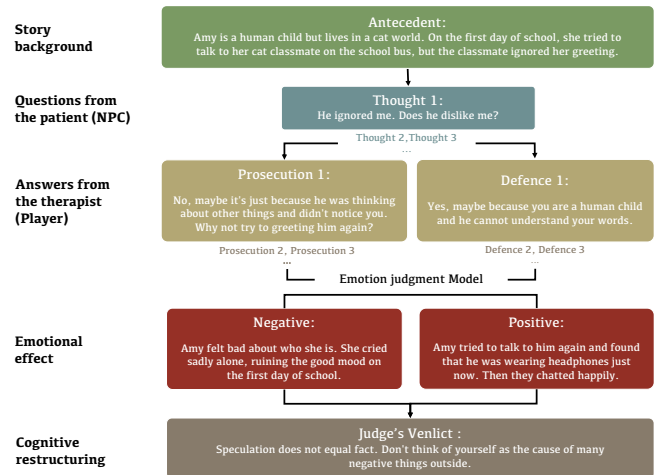 Story
background
Antecedent:
Amy is a human child but lives in a cat world. On the first day of school, she tried to
talk to her cat classmate on the school bus, but the classmate ignored her greeting.
Questions from
the patient (NPC)
Thought 1:
He ignored me. Does he dislike me?
Thought 2,Thought 3
...
Answers from
the therapist
(Player)
Prosecution 1:
No, maybe it's just because he was thinking
about other things and didn't notice you.
Why not try to greeting him again?
Defence 1:
Yes, maybe because you are a human child
and he cannot understand your words.
Prosecution 2, Prosecution 3
...
Defence 2, Defence 3
...
Emotion judgment Model
Emotional
effect
Negative:
Amy felt bad about who she is. She cried
sadly alone, ruining the good mood on
the first day of school.
Positive:
Amy tried to talk to him again and found
that he was wearing headphones just
now. Then they chatted happily.
Cognitive
restructuring
Judge's Venlict :
Speculation does not equal fact. Don't think of yourself as the cause of many
negative things outside.